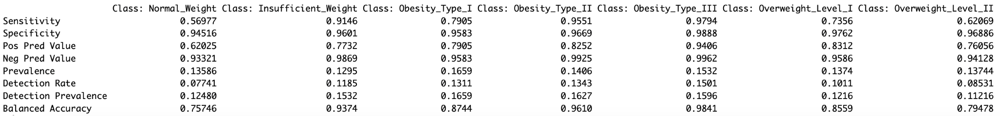 Class: Normal_Weight Class: Insufficient_Weight Class: Obesity_Type_I Class: Obesity_Type_II Class: Obesity_Type_III Class: Overweight_Level_I Class: Overweight_Level_II
Sensitivity 0.56977 0.9146 0.7905 0.9551 0.9794 0.7356 0.62069
Specificity 0.94516 0.9601 0.9583 0.9669 0.9888 0.9762 0.96886
Pos Pred Value 0.62025 0.7732 0.7905 0.8252 0.9406 0.8312 0.76056
Neg Pred Value 0.93321 0.9869 0.9583 0.9925 0.9962 0.9586 0.94128
Prevalence 0.13586 0.1295 0.1659 0.1406 0.1532 0.1374 0.13744
Detection Rate 0.07741 0.1185 0.1311 0.1343 0.1501 0.1011 0.08531
Detection Prevalence 0.12480 0.1532 0.1659 0.1627 0.1596 0.1216 0.11216
Balanced Accuracy 0.75746 0.9374 0.8744 0.9610 0.9841 0.8559 0.79478